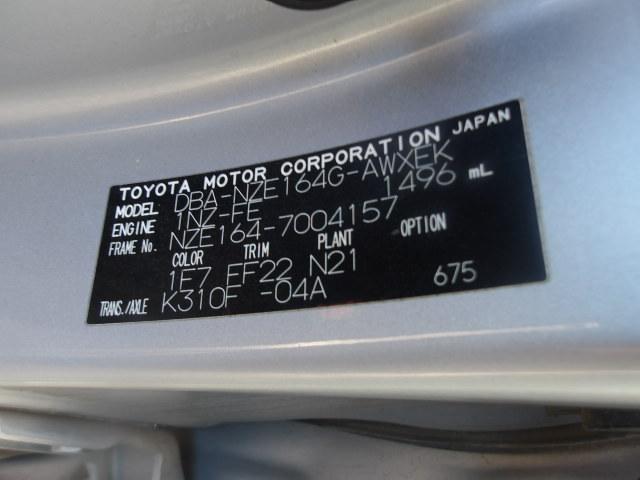 TOYOTA MOTOR CORPORATION JAPAN
MODEL DBA-NZE164G-AWXEK
ENGINE 1NZ-FE 1496 mL
FRAME No. NZE164-7004157
COLOR TRIM PLANT OPTION
1F7 EF22 N21
TRANS./AXLE K310F -04A 675